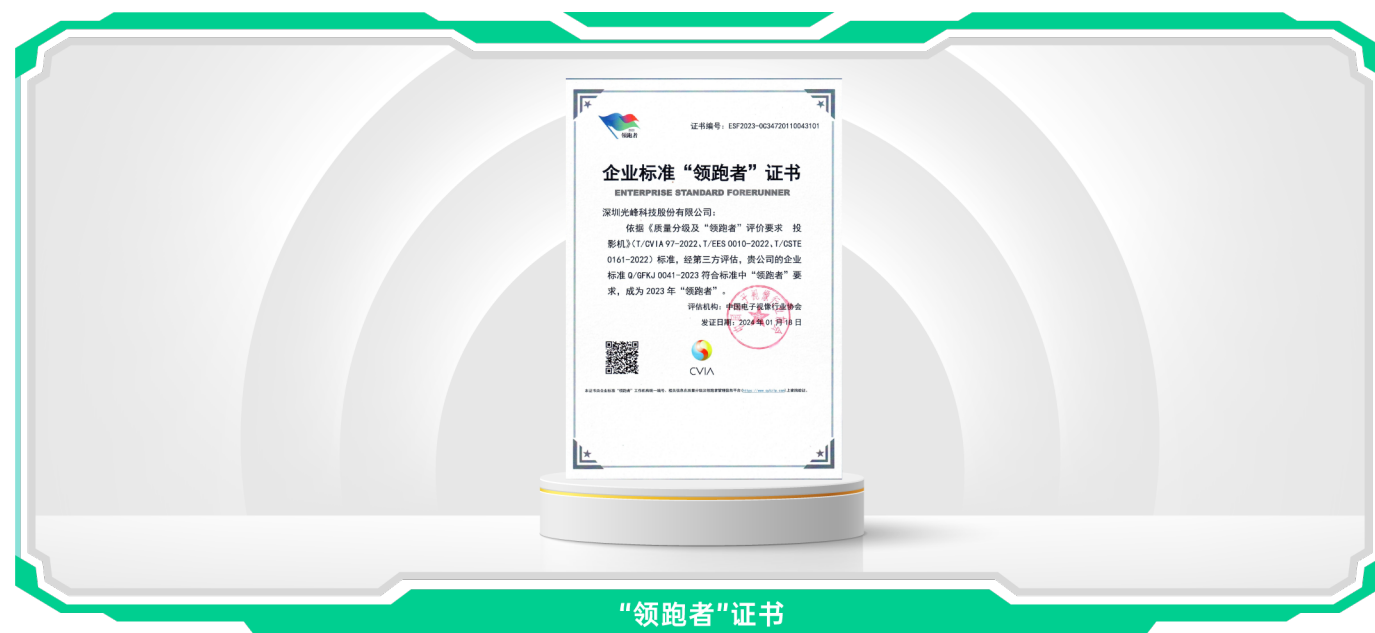 领跑者
证书编号：ESF2023-0C34720110043101
企业标准“领跑者”证书
ENTERPRISE STANDARD FORERUNNER
深圳光峰科技股份有限公司：
依据《质量分级及“领跑者”评价要求 投
影机》（T/CVIA 97-2022、T/EES 0010-2022、T/CSTE
0161-2022）标准，经第三方评估，贵公司的企业
标准 Q/GFKJ 0041-2023 符合标准中“领跑者”要
求，成为 2023 年“领跑者”。
评估机构：中国电子视像行业协会
发证日期：2024 年 01 月 18 日
CVIA
“领跑者”证书